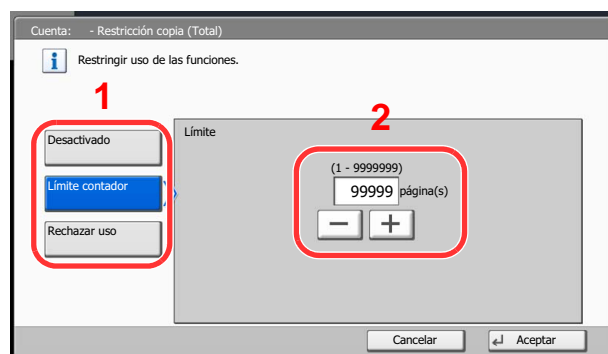 Cuenta: - Restricción copia (Total)
Restringir uso de las funciones.
1
2
Desactivado
Límite contador
Rechazar uso
Límite
(1 - 9999999)
99999 página(s)
Cancelar
Aceptar